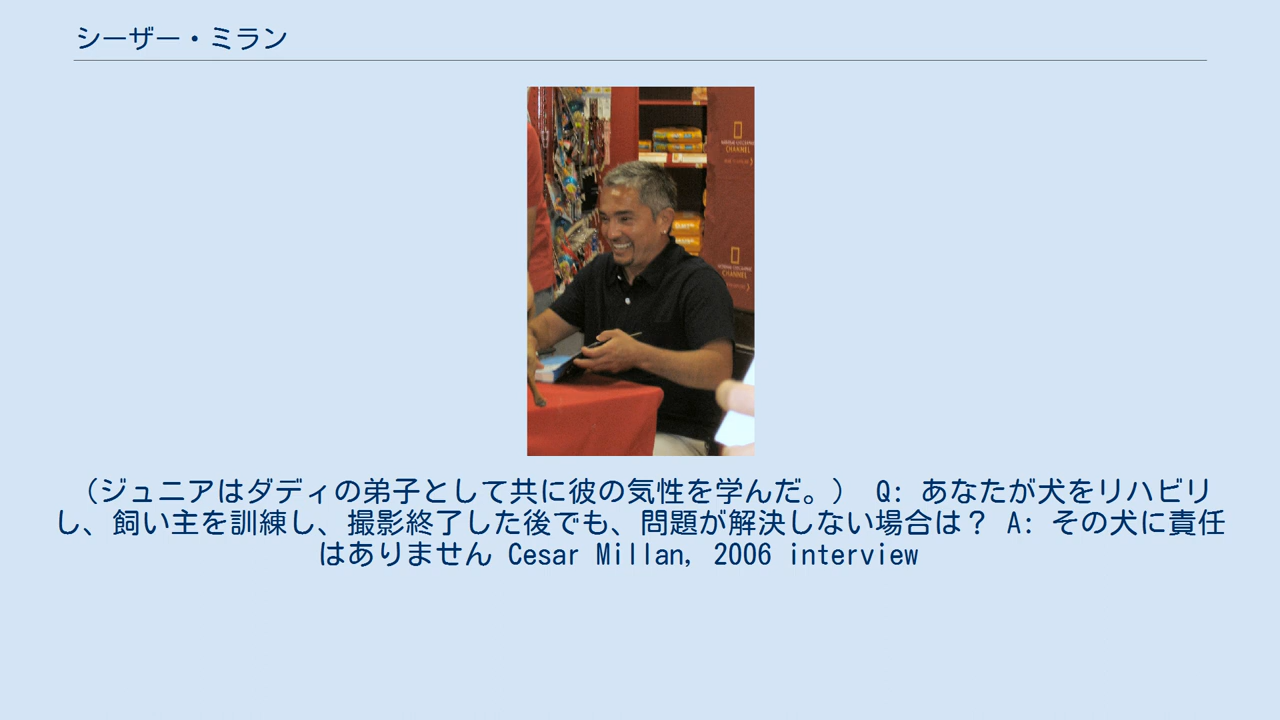 シーザー・ミラン
CHANNEL
CHANNEL
（ジュニアはダディの弟子として共に彼の気性を学んだ。） Q: あなたが犬をリハビリ
し、飼い主を訓練し、撮影終了した後でも、問題が解決しない場合は？ A: その犬に責任
はありません Cesar Millan, 2006 interview